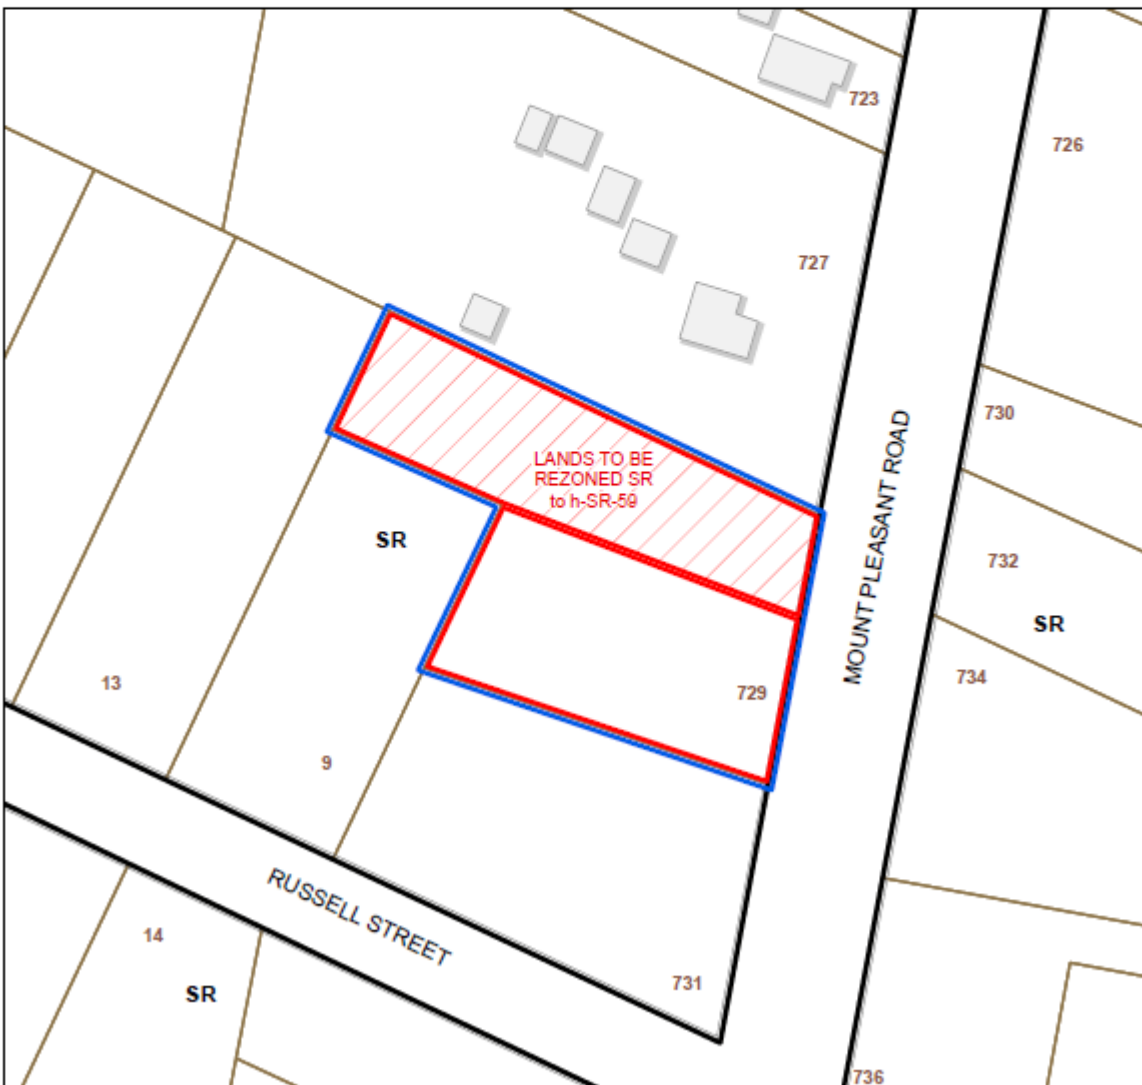 723
726
727
730
LANDS TO BE
REZONED SR
to h-SR-59
MOUNT PLEASANT ROAD
SR
732
SR
734
13
729
9
RUSSELL STREET
14
731
SR
736